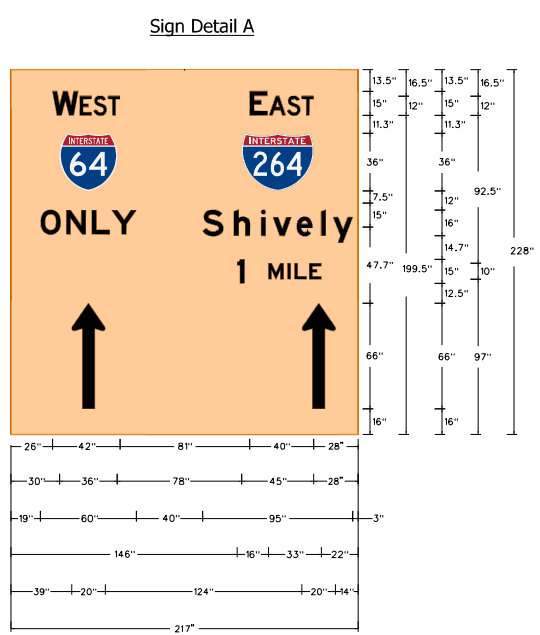 Sign Detail A
WEST EAST
INTERSTATE INTERSTATE
64 264
ONLY Shively
1 MILE
13.5" 16.5" 13.5" 16.5"
15" 12" 15" 12"
11.3" 11.3"
36" 36"
7.5" 12" 92.5"
15" 16"
14.7" 228"
47.7" 199.5" 15" 10"
12.5"
66" 66" 97"
16" 16"
26" 42" 81" 40" 28"
30" 36" 78" 45" 28"
19" 60" 40" 95" 3"
146" 16" 33" 22"
39" 20" 124" 20" 14"
217"